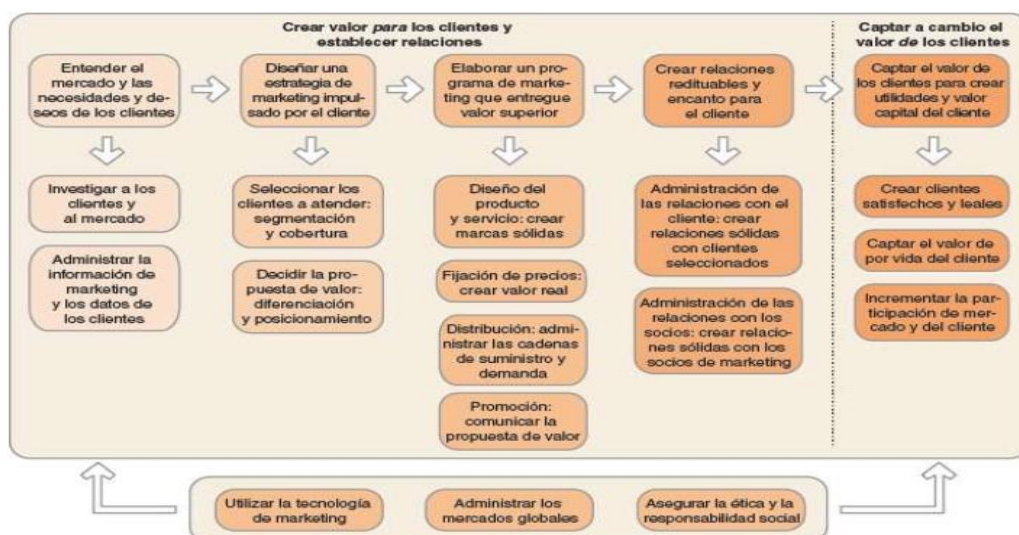 Crear valor para los clientes y
establecer relaciones
Captar a cambio el
valor de los clientes
Entender el
mercado y las
necesidades y de-
seos de los clientes
Diseñar una
estrategia de
marketing impul-
sado por el cliente
Elaborar un pro-
grama de marke-
ting que entregue
valor superior
Crear relaciones
redituables y
encanto para
el cliente
Captar el valor de
los clientes para crear
utilidades y valor
capital del cliente
Investigar a los
clientes y
al mercado
Administrar la
información de
marketing
y los datos de
los clientes
Seleccionar los
clientes a atender:
segmentación
y cobertura
Decidir la pro-
puesta de valor:
diferenciación
y posicionamiento
Diseño del
producto
y servicio: crear
marcas sólidas
Fijación de precios:
crear valor real
Distribución: admi-
nistrar las cadenas
de suministro y
demanda
Promoción:
comunicar la
propuesta de valor
Administración de
las relaciones con el
cliente: crear
relaciones sólidas
con clientes
seleccionados
Administración de las
relaciones con los
socios: crear relacio-
nes sólidas con los
socios de marketing
Crear clientes
satisfechos y leales
Captar el valor de
por vida del cliente
Incrementar la par-
ticipación de mer-
cado y del cliente
Utilizar la tecnología
de marketing
Administrar los
mercados globales
Asegurar la ética y la
responsabilidad social